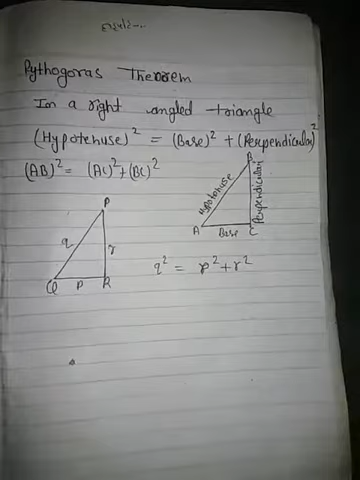 Pythagoras Theorem
In a right angled triangle
(Hypotenuse)² = (Base)² + (Perpendicular)²
(AB)² = (AC)² + (BC)²
B
Hypotenuse
Perpendicular
A
Base
C
P
q
r
Q
p
R
q² = p² + r²